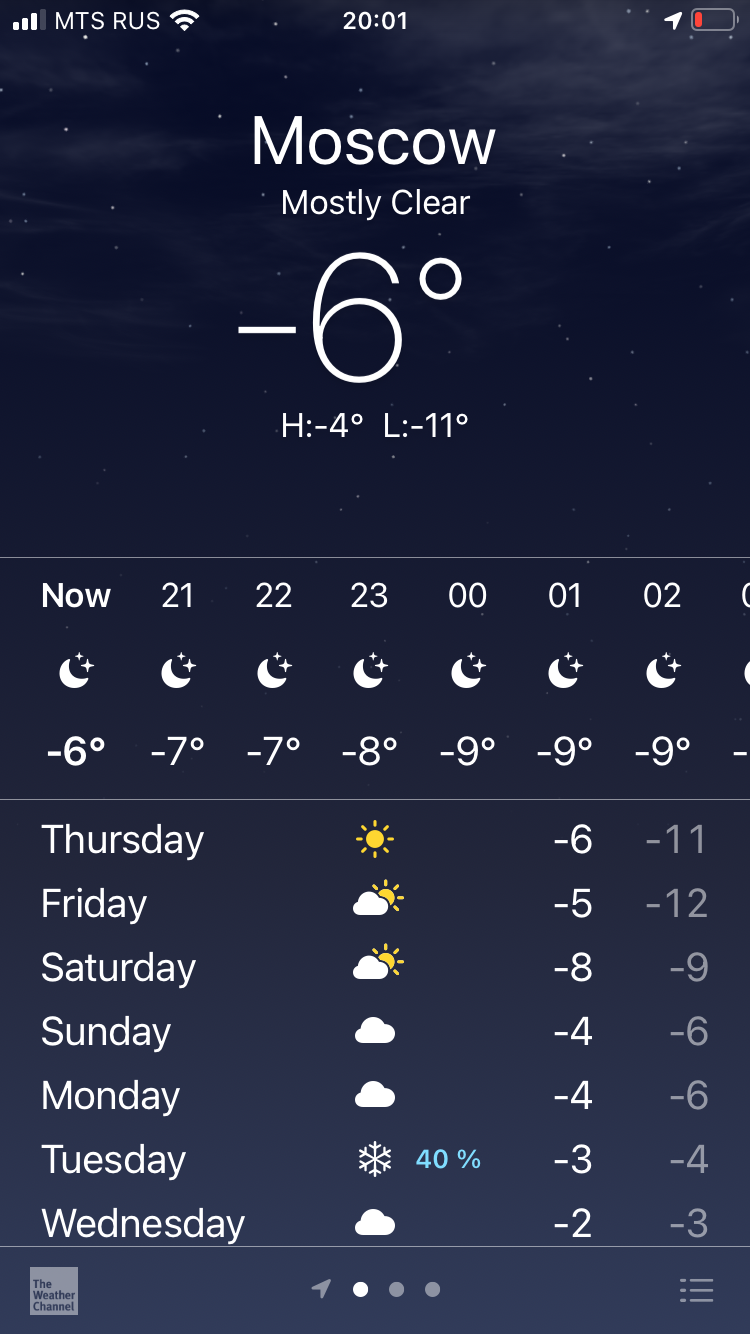 MTS RUS 20:01
Moscow
Mostly Clear
–6°
H:-4° L:-11°
Now 21 22 23 00 01 02
-6° -7° -7° -8° -9° -9° -9°
Thursday -6 -11
Friday -5 -12
Saturday -8 -9
Sunday -4 -6
Monday -4 -6
Tuesday 40 % -3 -4
Wednesday -2 -3
The
Weather
Channel